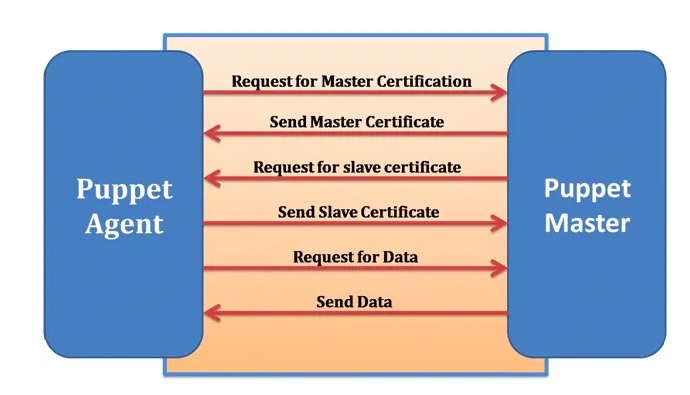 Request for Master Certification
Send Master Certificate
Request for slave certificate
Send Slave Certificate
Request for Data
Send Data
Puppet
Agent
Puppet
Master